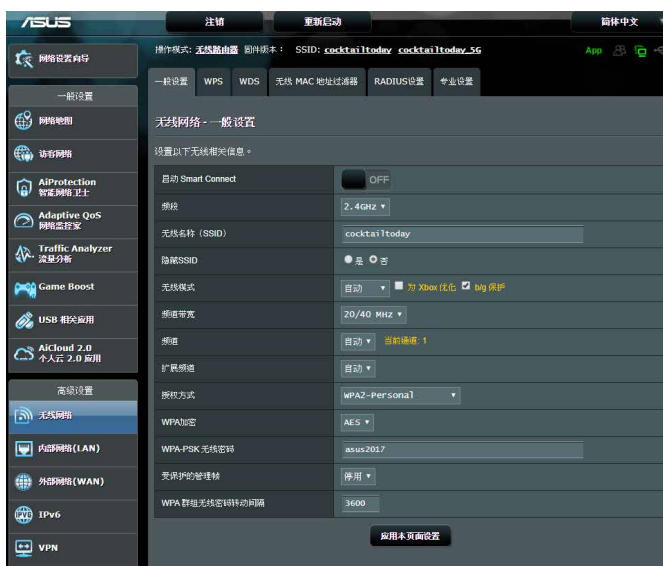 ASUS 注销 重新启动 简体中文
操作模式: 无线路由器 固件版本: SSID: cocktailtoday cocktailtoday_5G App
网络设置向导
一般设置
网络地图
访客网络
AiProtection
智能网络卫士
Adaptive QoS
网络监控家
Traffic Analyzer
流量分析
Game Boost
USB 相关应用
AiCloud 2.0
个人云 2.0 应用
高级设置
无线网络
内部网络(LAN)
外部网络(WAN)
IPv6
VPN
一般设置 WPS WDS 无线 MAC 地址过滤器 RADIUS设置 专业设置
无线网络 - 一般设置
设置以下无线相关信息。
启动 Smart Connect OFF
频段 2.4GHz
无线名称（SSID） cocktailtoday
隐藏SSID 是 否
无线模式 自动 为 Xbox 优化 b/g 保护
频道带宽 20/40 MHz
频道 自动 当前通道: 1
扩展频道 自动
授权方式 WPA2-Personal
WPA加密 AES
WPA-PSK 无线密码 asus2017
受保护的管理帧 停用
WPA 群组无线密码转动间隔 3600
应用本页面设置